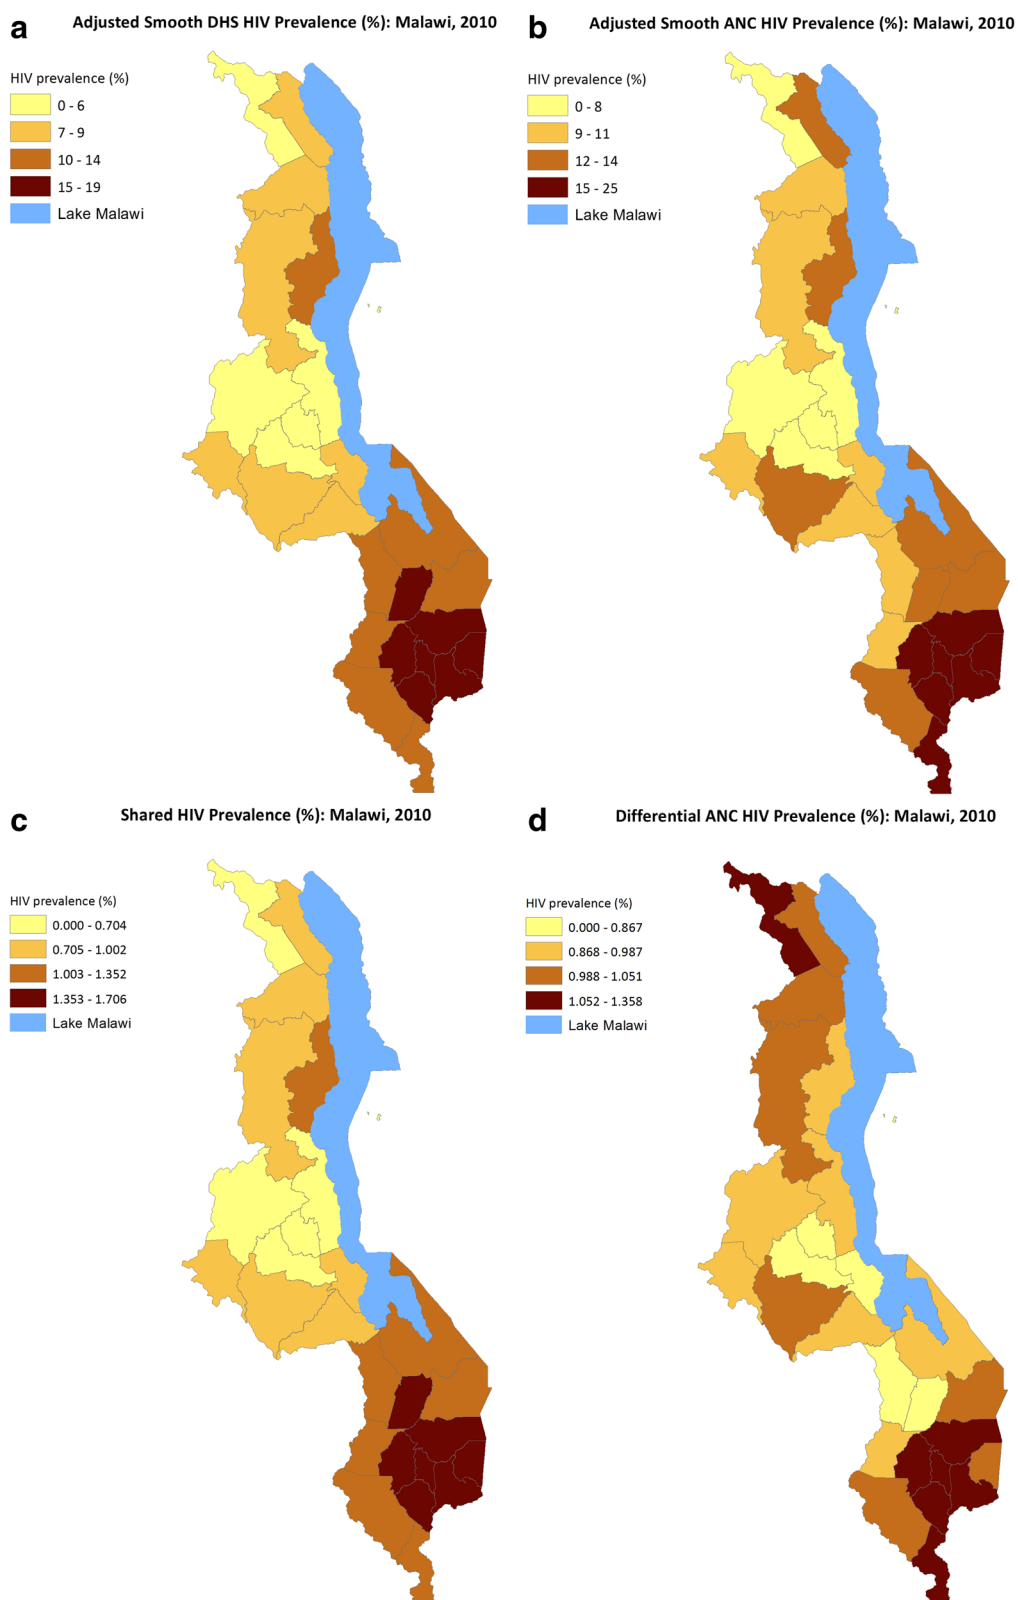 a
Adjusted Smooth DHS HIV Prevalence (%): Malawi, 2010
HIV prevalence (%)
0 - 6
7 - 9
10 - 14
15 - 19
Lake Malawi
b
Adjusted Smooth ANC HIV Prevalence (%): Malawi, 2010
HIV prevalence (%)
0 - 8
9 - 11
12 - 14
15 - 25
Lake Malawi
c
Shared HIV Prevalence (%): Malawi, 2010
HIV prevalence (%)
0.000 - 0.704
0.705 - 1.002
1.003 - 1.352
1.353 - 1.706
Lake Malawi
d
Differential ANC HIV Prevalence (%): Malawi, 2010
HIV prevalence (%)
0.000 - 0.867
0.868 - 0.987
0.988 - 1.051
1.052 - 1.358
Lake Malawi